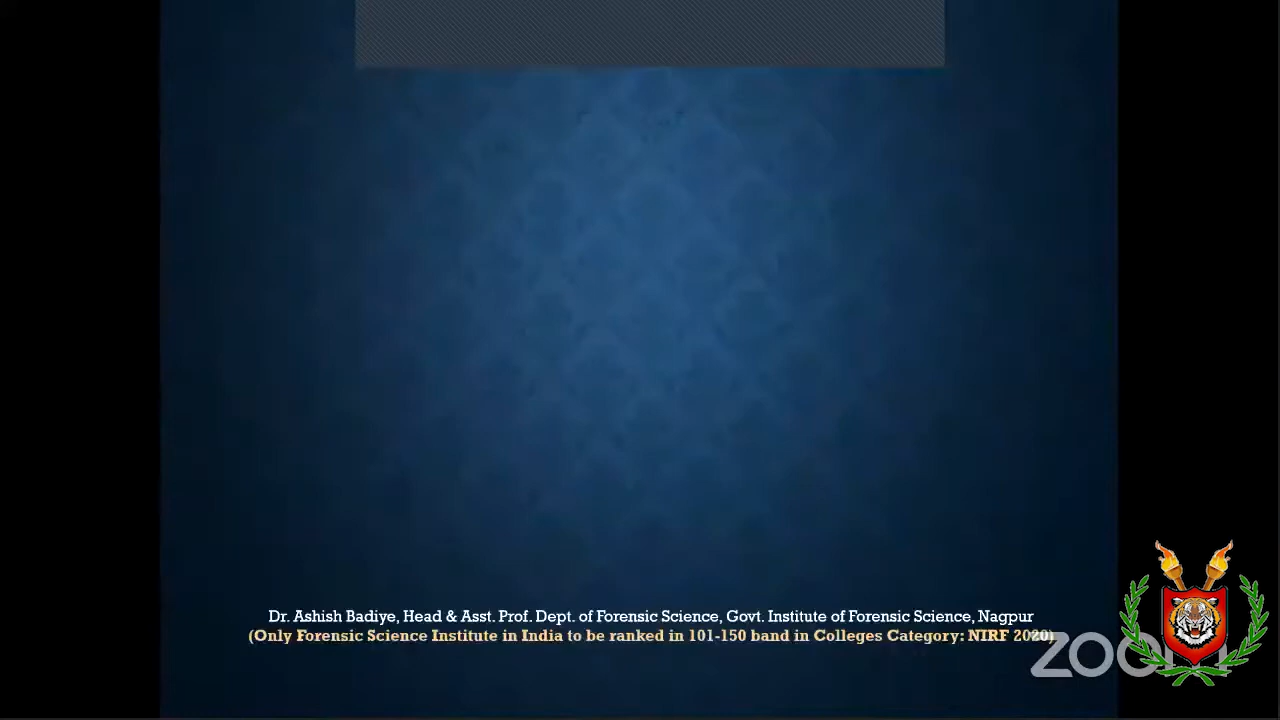 Dr. Ashish Badiye, Head & Asst. Prof. Dept. of Forensic Science, Govt. Institute of Forensic Science, Nagpur
(Only Forensic Science Institute in India to be ranked in 101-150 band in Colleges Category: NIRF 2020)
zoom